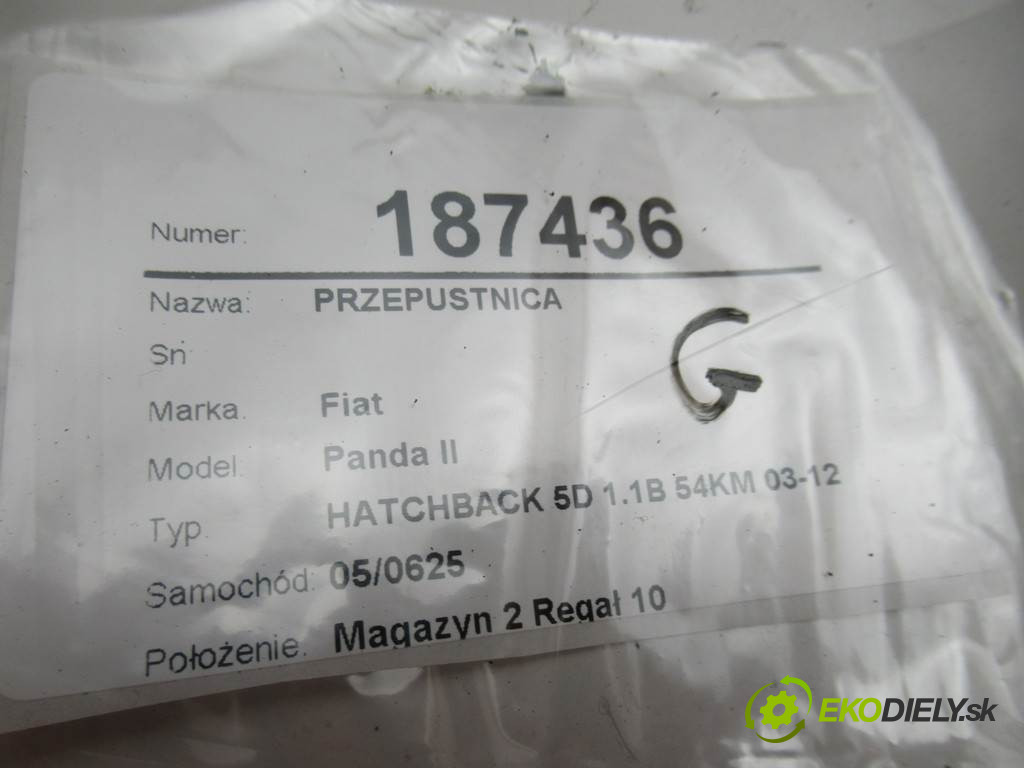 Numer: 187436
Nazwa: PRZEPUSTNICA
Sn
Marka. Fiat
Model: Panda II
Typ HATCHBACK 5D 1.1B 54KM 03-12
Samochód: 05/0625
Położenie: Magazyn 2 Regał 10
G
EKODIELY.sk